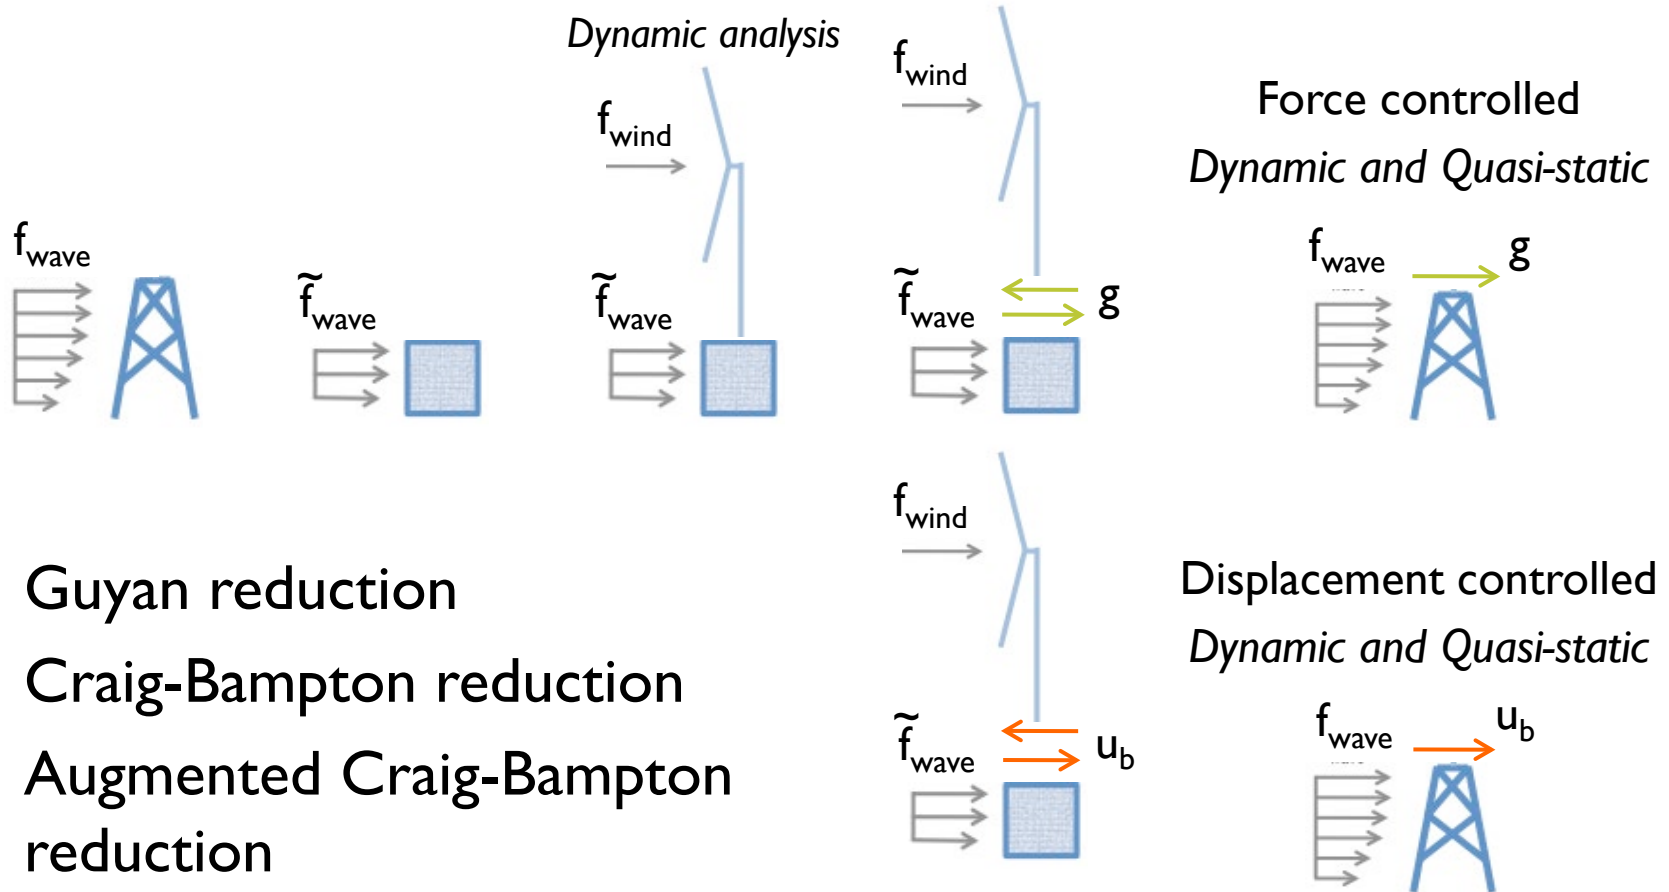 Dynamic analysis
f_wind
f_wind
Force controlled
Dynamic and Quasi-static
f_wave
f̃_wave
f̃_wave
f̃_wave
g
f_wave
g
f_wind
Guyan reduction
Craig-Bampton reduction
Augmented Craig-Bampton
reduction
Displacement controlled
Dynamic and Quasi-static
f̃_wave
u_b
f_wave
u_b